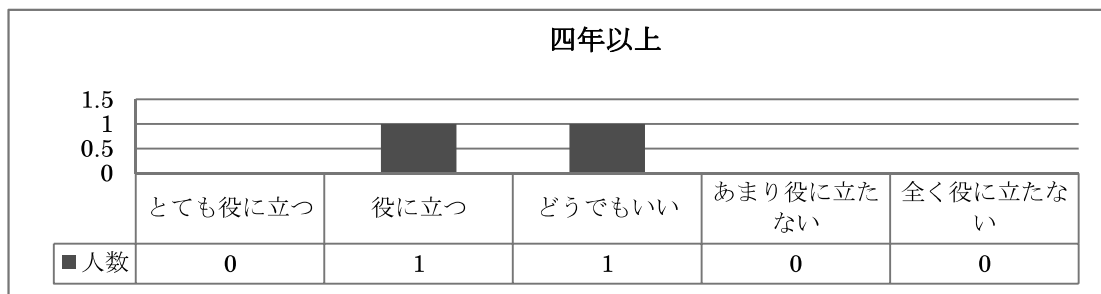 四年以上
1.5
1
0.5
0
とても役に立つ
役に立つ
どうでもいい
あまり役に立た
ない
全く役に立たな
い
人数 0 1 1 0 0